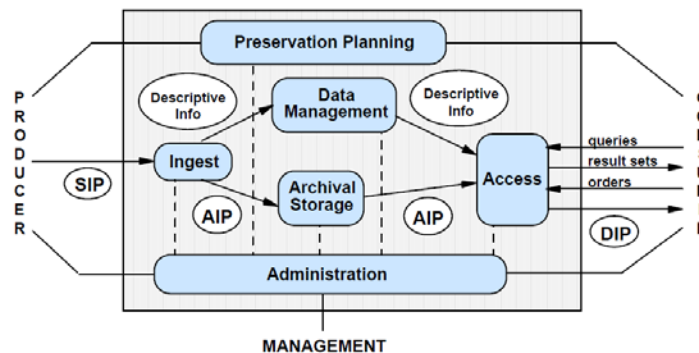 Preservation Planning
PRODUCER
Descriptive
Info
Data
Management
Descriptive
Info
Ingest
SIP
AIP
Archival
Storage
AIP
Access
queries
result sets
orders
DIP
Administration
MANAGEMENT